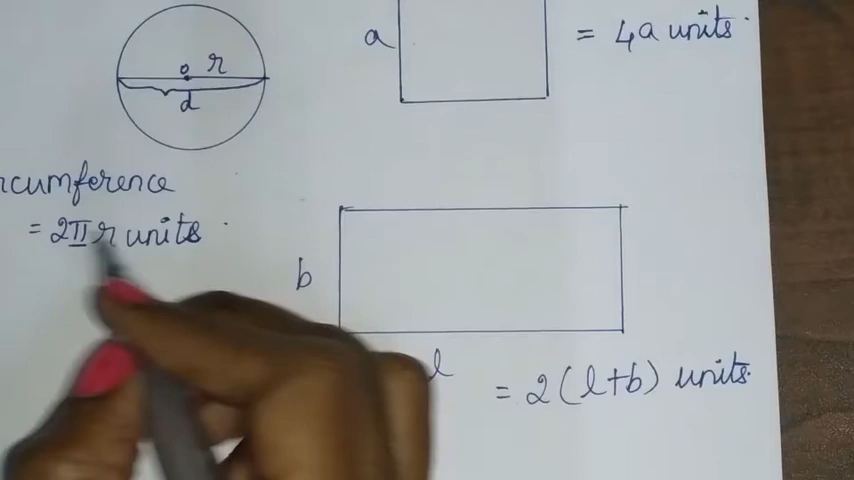 o r
d
a
= 4a units.
rcumference
= 2πr units.
b
l
= 2(l+b) units.